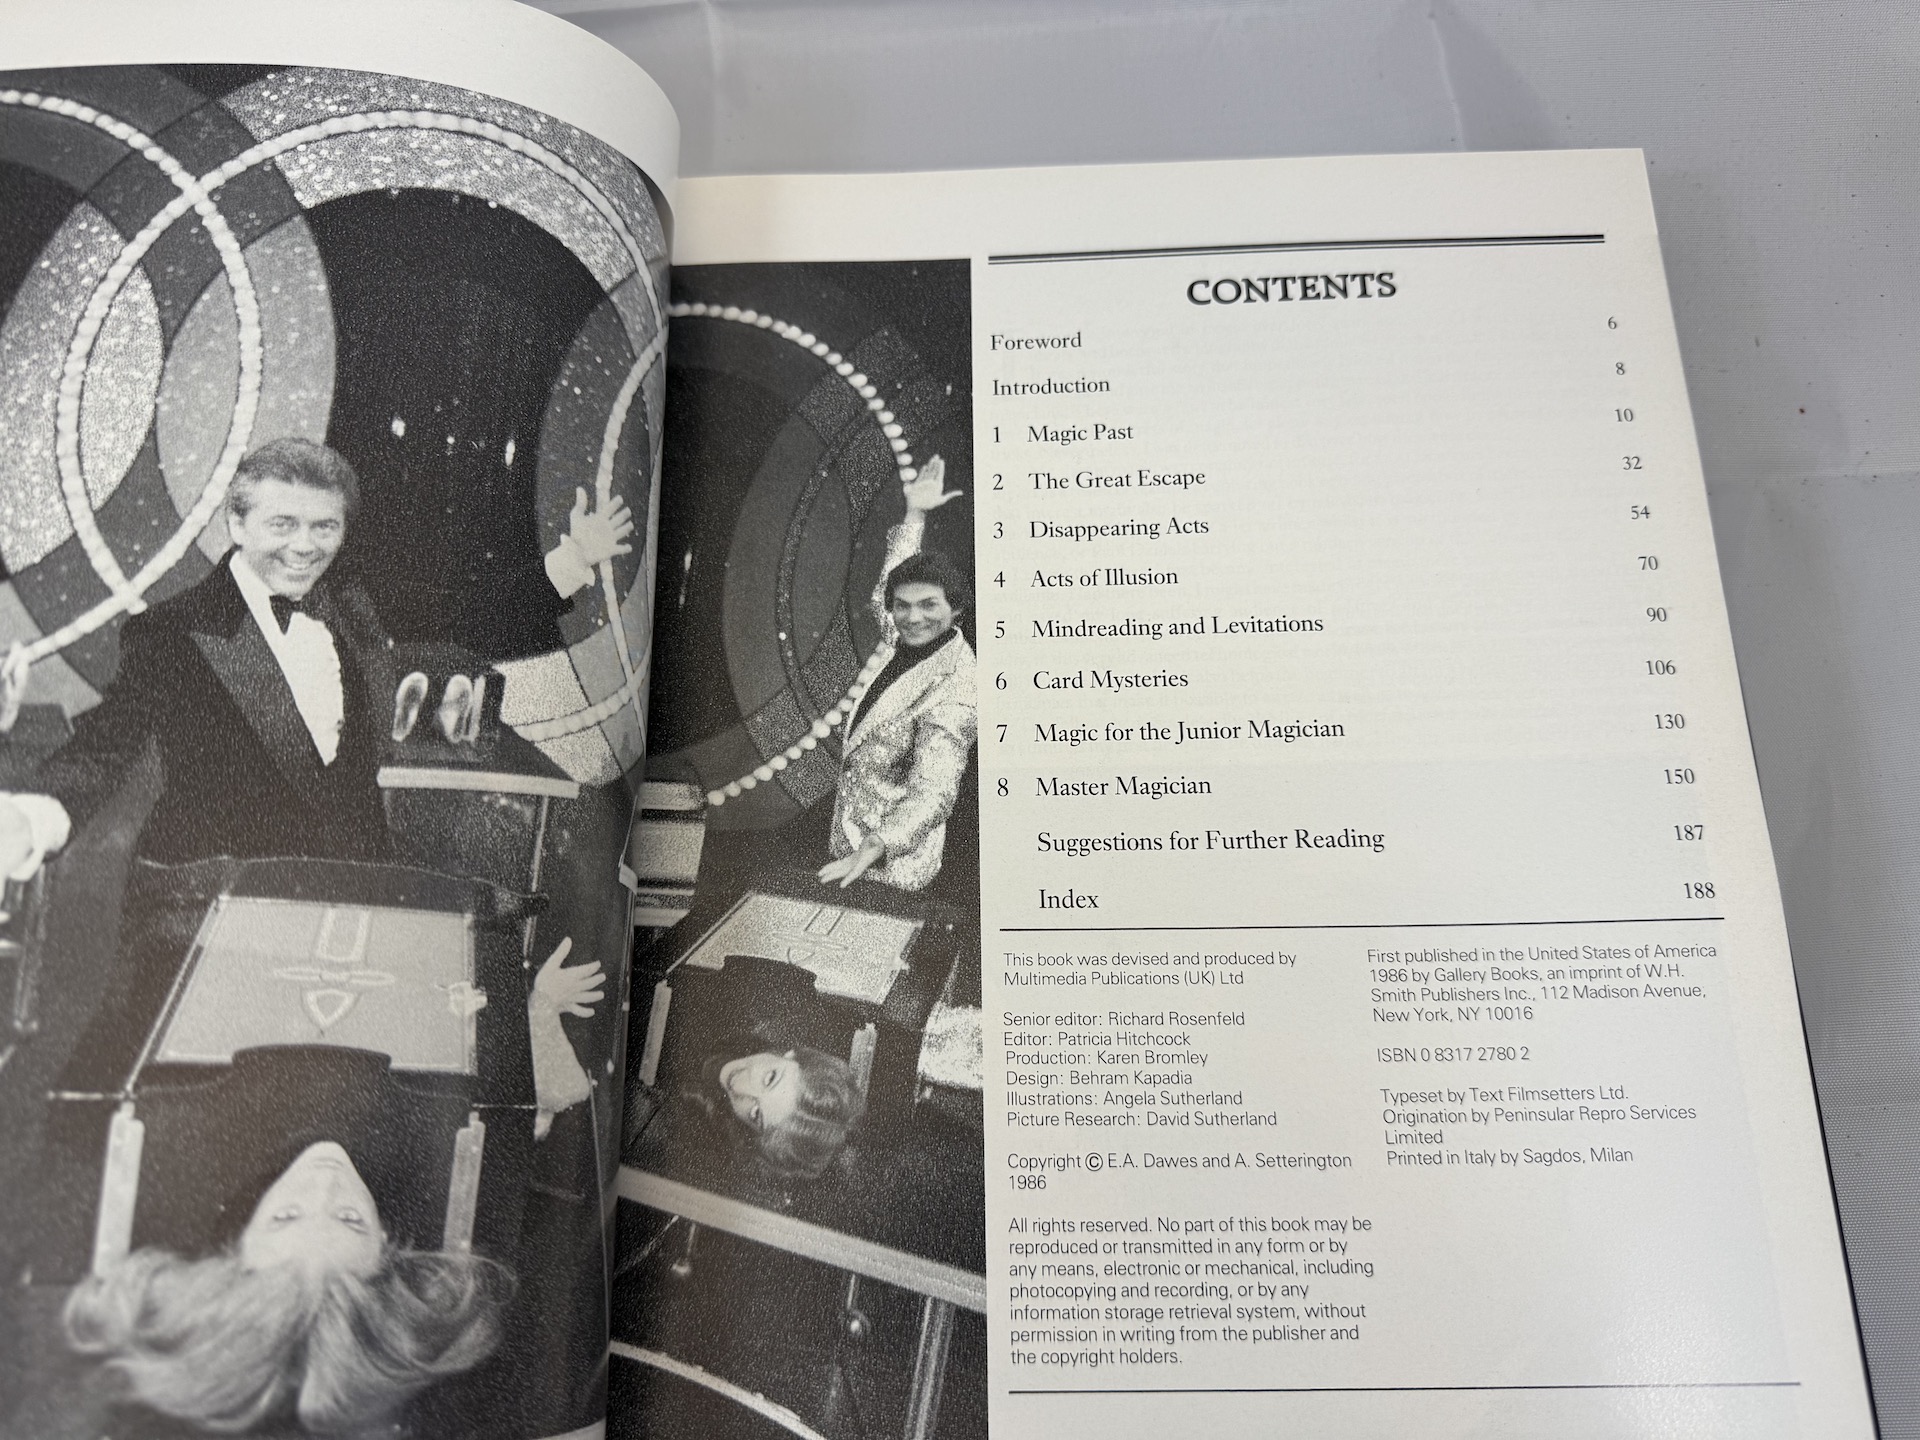 CONTENTS
Foreword 6
Introduction 8
1 Magic Past 10
2 The Great Escape 32
3 Disappearing Acts 54
4 Acts of Illusion 70
5 Mindreading and Levitations 90
6 Card Mysteries 106
7 Magic for the Junior Magician 130
8 Master Magician 150
Suggestions for Further Reading 187
Index 188
This book was devised and produced by
Multimedia Publications (UK) Ltd
Senior editor: Richard Rosenfeld
Editor: Patricia Hitchcock
Production: Karen Bromley
Design: Behram Kapadia
Illustrations: Angela Sutherland
Picture Research: David Sutherland
Copyright © E.A. Dawes and A. Setterington
1986
All rights reserved. No part of this book may be
reproduced or transmitted in any form or by
any means, electronic or mechanical, including
photocopying and recording, or by any
information storage retrieval system, without
permission in writing from the publisher and
the copyright holders.
First published in the United States of America
1986 by Gallery Books, an imprint of W.H.
Smith Publishers Inc., 112 Madison Avenue,
New York, NY 10016
ISBN 0 8317 2780 2
Typeset by Text Filmsetters Ltd.
Origination by Peninsular Repro Services
Limited
Printed in Italy by Sagdos, Milan